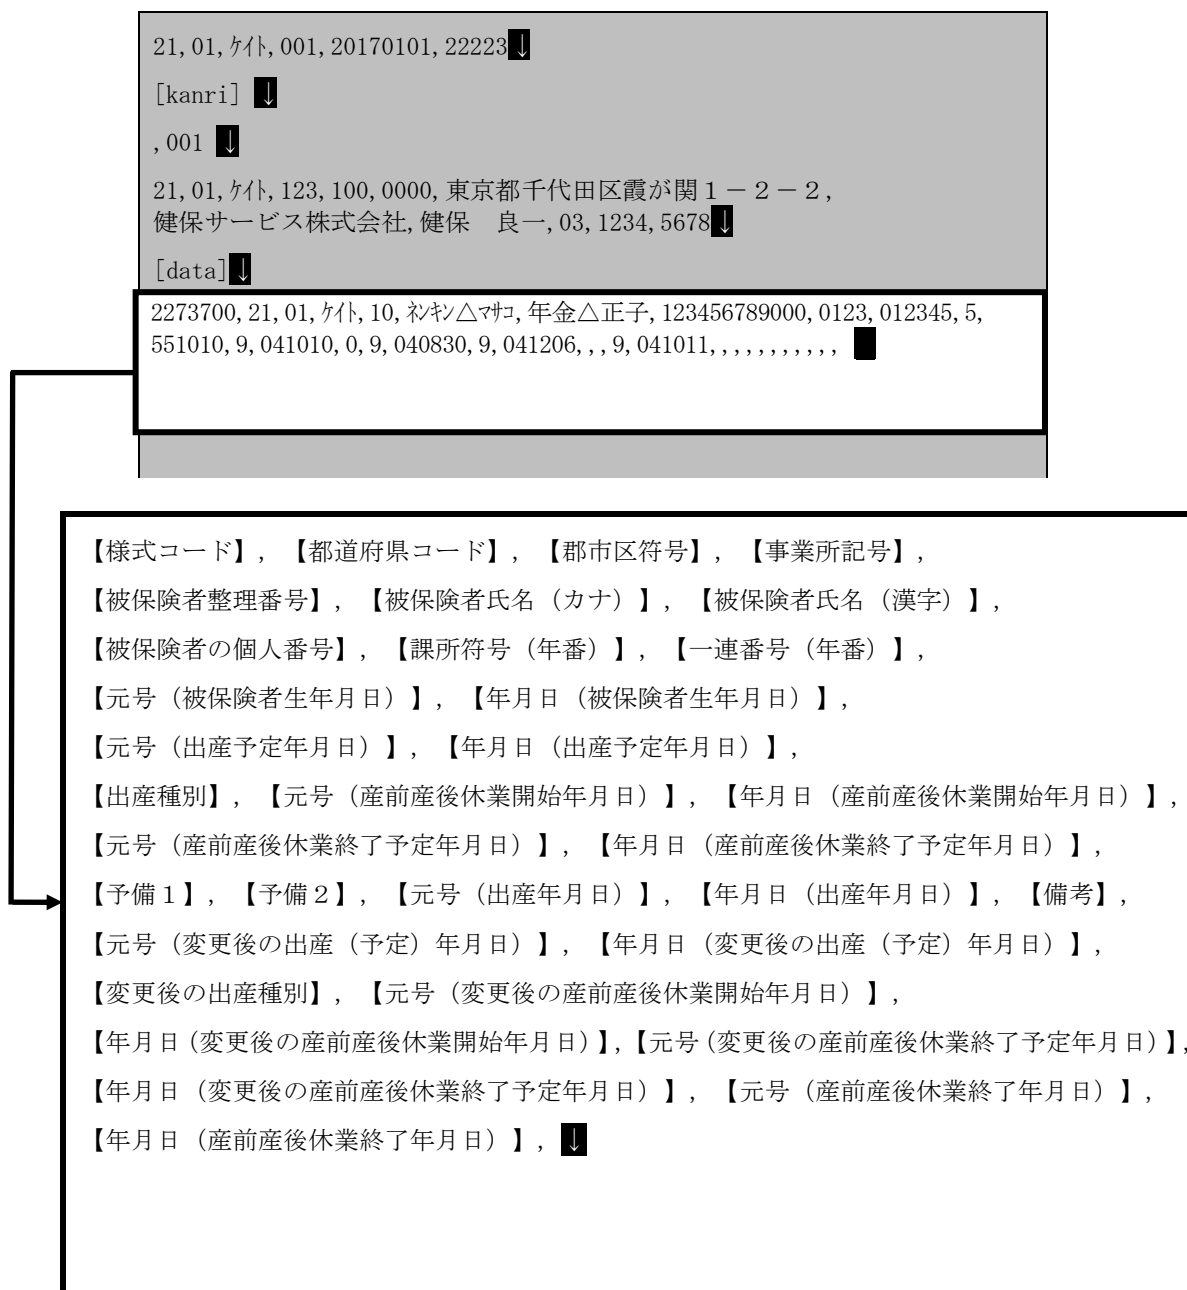 21,01,ｹｲﾄ,001,20170101,22223↓
[kanri] ↓
,001 ↓
21,01,ｹｲﾄ,123,100,0000,東京都千代田区霞が関１－２－２,
健保サービス株式会社,健保　良一,03,1234,5678↓
[data]↓
2273700,21,01,ｹｲﾄ,10,ﾈﾝｷﾝ△ﾏｻｺ,年金△正子,123456789000,0123,012345,5,
551010,9,041010,0,9,040830,9,041206,,,9,041011,,,,,,,,,,,
【様式コード】, 【都道府県コード】, 【郡市区符号】, 【事業所記号】,
【被保険者整理番号】, 【被保険者氏名（カナ）】, 【被保険者氏名（漢字）】,
【被保険者の個人番号】, 【課所符号（年番）】, 【一連番号（年番）】,
【元号（被保険者生年月日）】, 【年月日（被保険者生年月日）】,
【元号（出産予定年月日）】, 【年月日（出産予定年月日）】,
【出産種別】, 【元号（産前産後休業開始年月日）】, 【年月日（産前産後休業開始年月日）】,
【元号（産前産後休業終了予定年月日）】, 【年月日（産前産後休業終了予定年月日）】,
【予備１】, 【予備２】, 【元号（出産年月日）】, 【年月日（出産年月日）】, 【備考】,
【元号（変更後の出産（予定）年月日）】, 【年月日（変更後の出産（予定）年月日）】,
【変更後の出産種別】, 【元号（変更後の産前産後休業開始年月日）】,
【年月日（変更後の産前産後休業開始年月日）】,【元号（変更後の産前産後休業終了予定年月日）】,
【年月日（変更後の産前産後休業終了予定年月日）】, 【元号（産前産後休業終了年月日）】,
【年月日（産前産後休業終了年月日）】, ↓